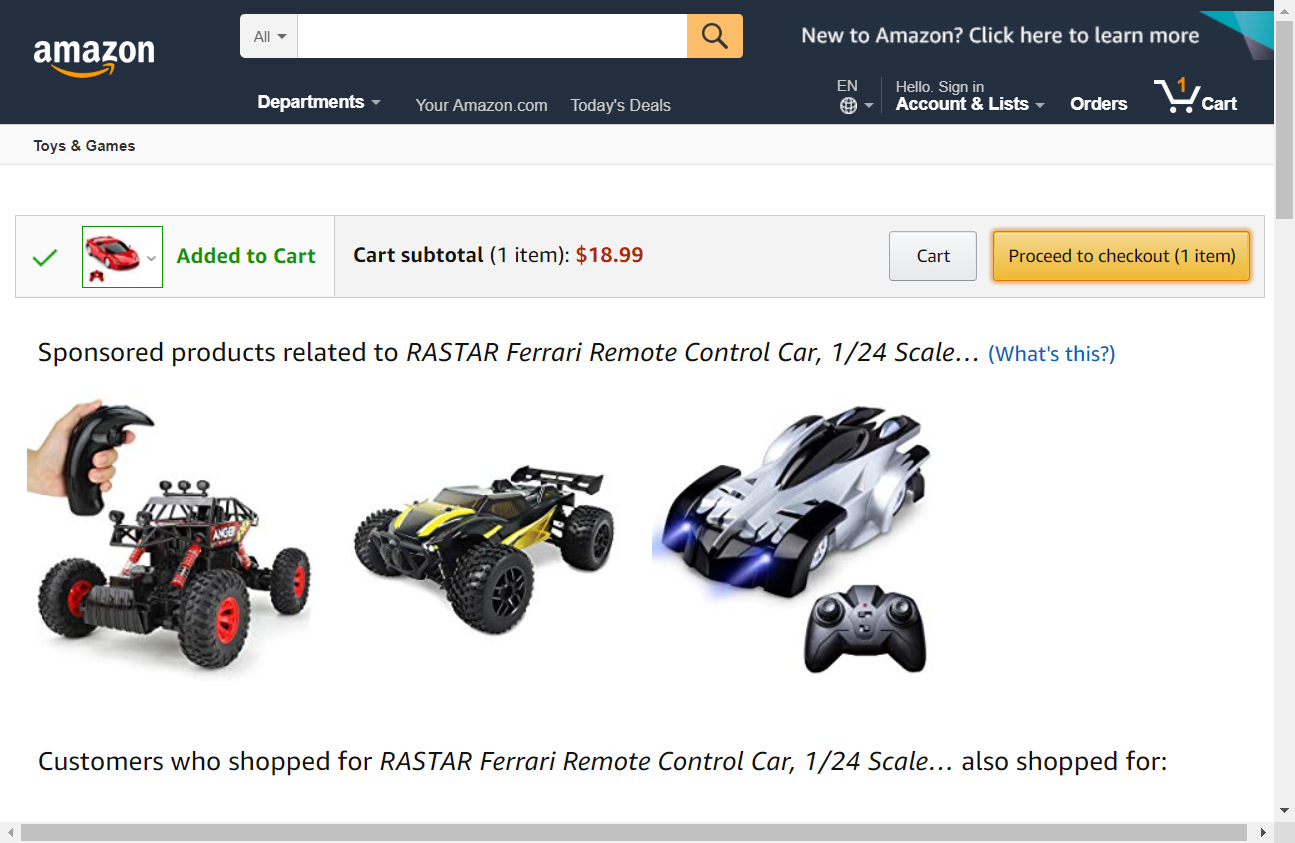 amazon
All
New to Amazon? Click here to learn more
Departments
Your Amazon.com
Today's Deals
EN
Hello. Sign in
Account & Lists
Orders
1
Cart
Toys & Games
Added to Cart
Cart subtotal (1 item): $18.99
Cart
Proceed to checkout (1 item)
Sponsored products related to RASTAR Ferrari Remote Control Car, 1/24 Scale… (What's this?)
ANGER
Customers who shopped for RASTAR Ferrari Remote Control Car, 1/24 Scale… also shopped for: